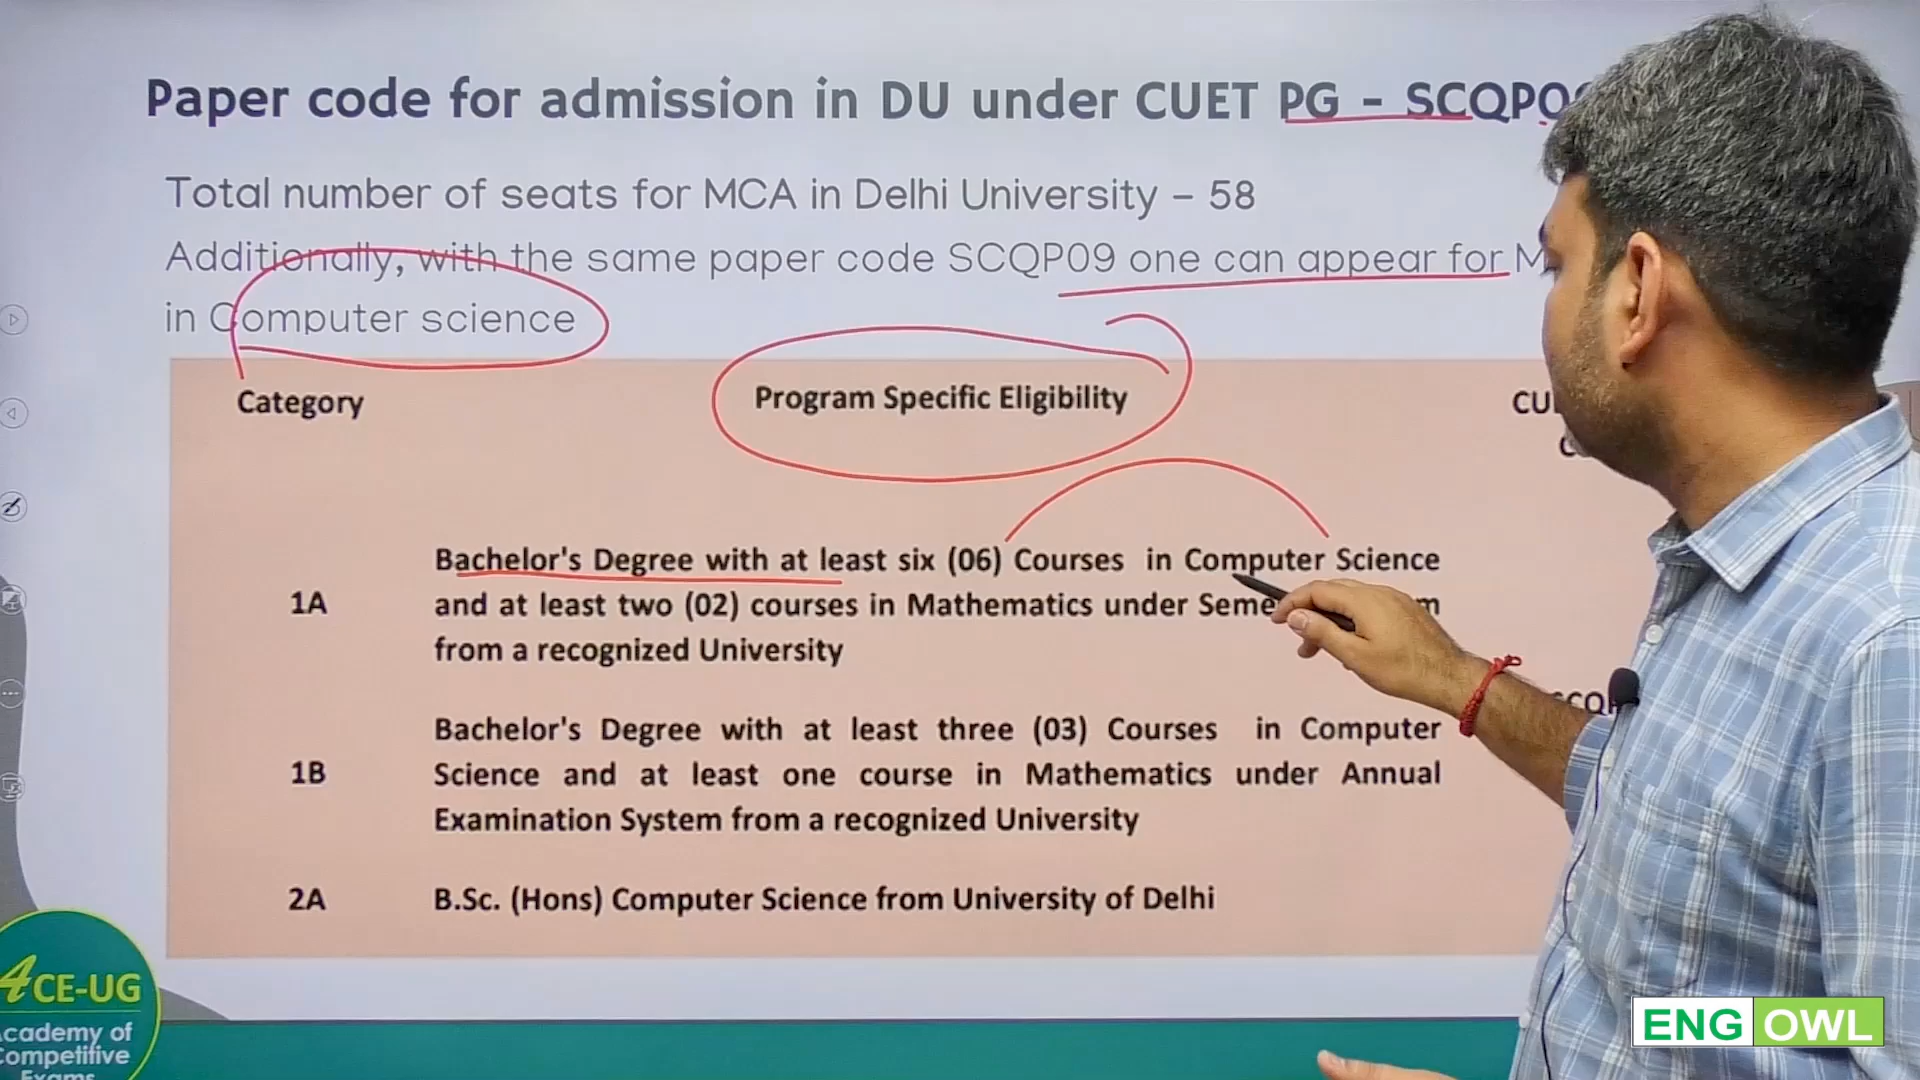 Paper code for admission in DU under CUET PG - SCQP0
Total number of seats for MCA in Delhi University – 58
Additionally, with the same paper code SCQP09 one can appear for M
in Computer science
Category
Program Specific Eligibility
Bachelor's Degree with at least six (06) Courses in Computer Science
1A
and at least two (02) courses in Mathematics under
from a recognized University
Bachelor's Degree with at least three (03) Courses in Computer
1B
Science and at least one course in Mathematics under Annual
Examination System from a recognized University
2A
B.Sc. (Hons) Computer Science from University of Delhi
4CE-UG
Academy of
Competitive
Exams
ENG OWL